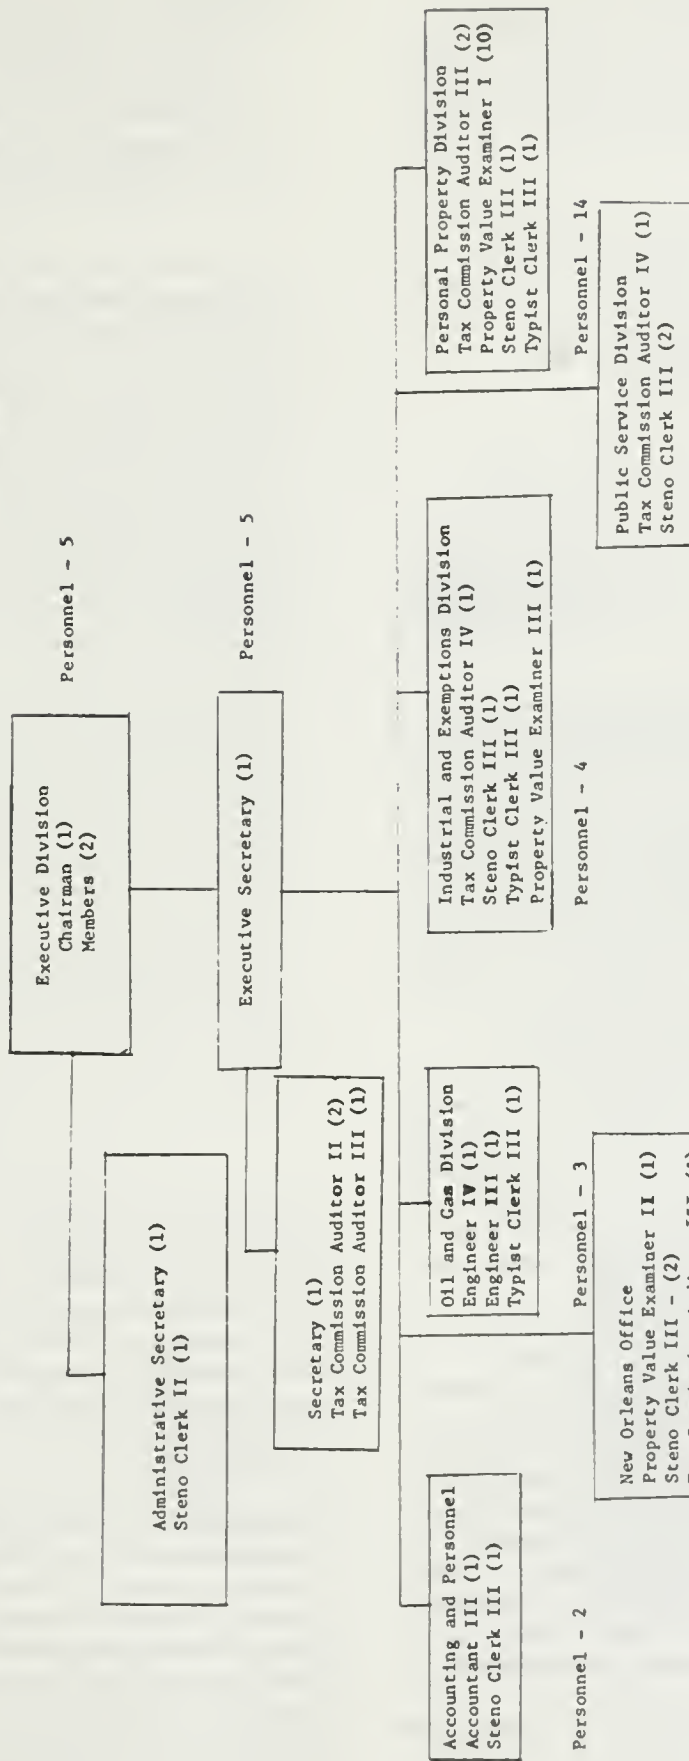 Executive Division
Chairman (1)
Members (2)
Personnel - 5
Administrative Secretary (1)
Steno Clerk II (1)
Executive Secretary (1)
Personnel - 5
Secretary (1)
Tax Commission Auditor II (2)
Tax Commission Auditor III (1)
Accounting and Personnel
Accountant III (1)
Steno Clerk III (1)
Personnel - 2
Oil and Gas Division
Engineer IV (1)
Engineer III (1)
Typist Clerk III (1)
Personnel - 3
Industrial and Exemptions Division
Tax Commission Auditor IV (1)
Steno Clerk III (1)
Typist Clerk III (1)
Property Value Examiner III (1)
Personnel - 4
Personal Property Division
Tax Commission Auditor III (2)
Property Value Examiner I (10)
Steno Clerk III (1)
Typist Clerk III (1)
Personnel - 14
New Orleans Office
Property Value Examiner II (1)
Steno Clerk III - (2)
Public Service Division
Tax Commission Auditor IV (1)
Steno Clerk III (2)